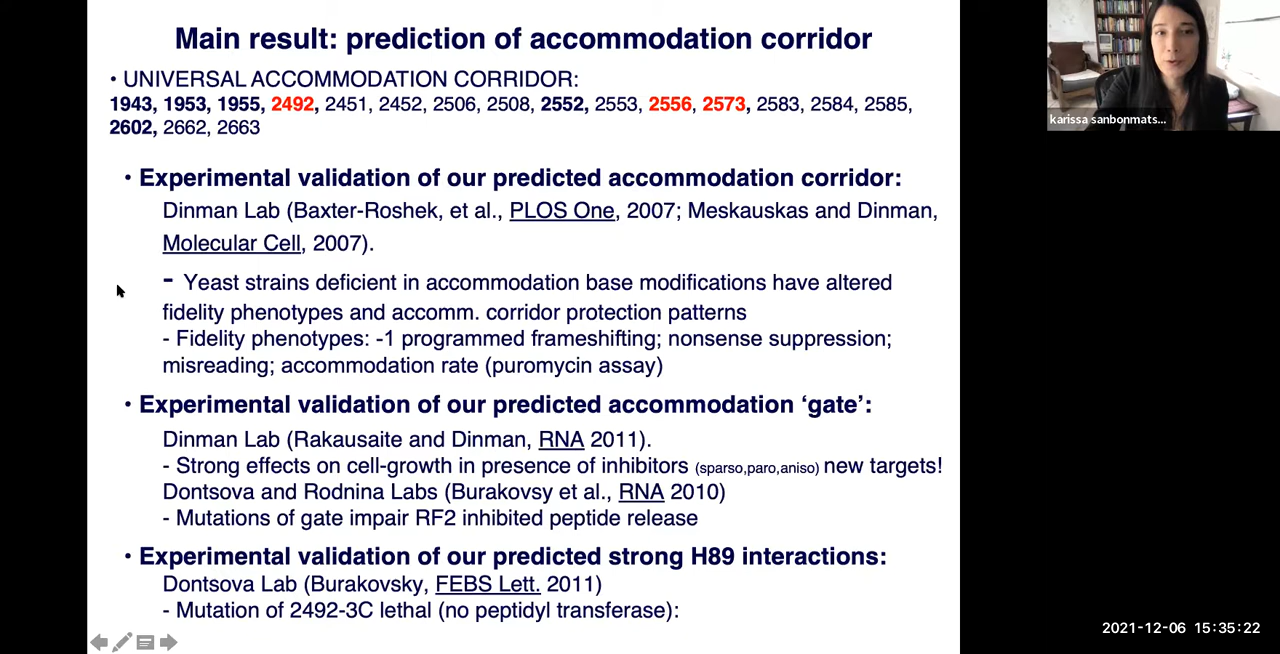 Main result: prediction of accommodation corridor
• UNIVERSAL ACCOMMODATION CORRIDOR:
1943, 1953, 1955, 2492, 2451, 2452, 2506, 2508, 2552, 2553, 2556, 2573, 2583, 2584, 2585,
2602, 2662, 2663
• Experimental validation of our predicted accommodation corridor:
Dinman Lab (Baxter-Roshek, et al., PLOS One, 2007; Meskauskas and Dinman,
Molecular Cell, 2007).
- Yeast strains deficient in accommodation base modifications have altered
fidelity phenotypes and accomm. corridor protection patterns
- Fidelity phenotypes: -1 programmed frameshifting; nonsense suppression;
misreading; accommodation rate (puromycin assay)
• Experimental validation of our predicted accommodation ‘gate’:
Dinman Lab (Rakausaite and Dinman, RNA 2011).
- Strong effects on cell-growth in presence of inhibitors (sparso,paro,aniso) new targets!
Dontsova and Rodnina Labs (Burakovsy et al., RNA 2010)
- Mutations of gate impair RF2 inhibited peptide release
• Experimental validation of our predicted strong H89 interactions:
Dontsova Lab (Burakovsky, FEBS Lett. 2011)
- Mutation of 2492-3C lethal (no peptidyl transferase):
karissa sanbonmats...
2021-12-06 15:35:22